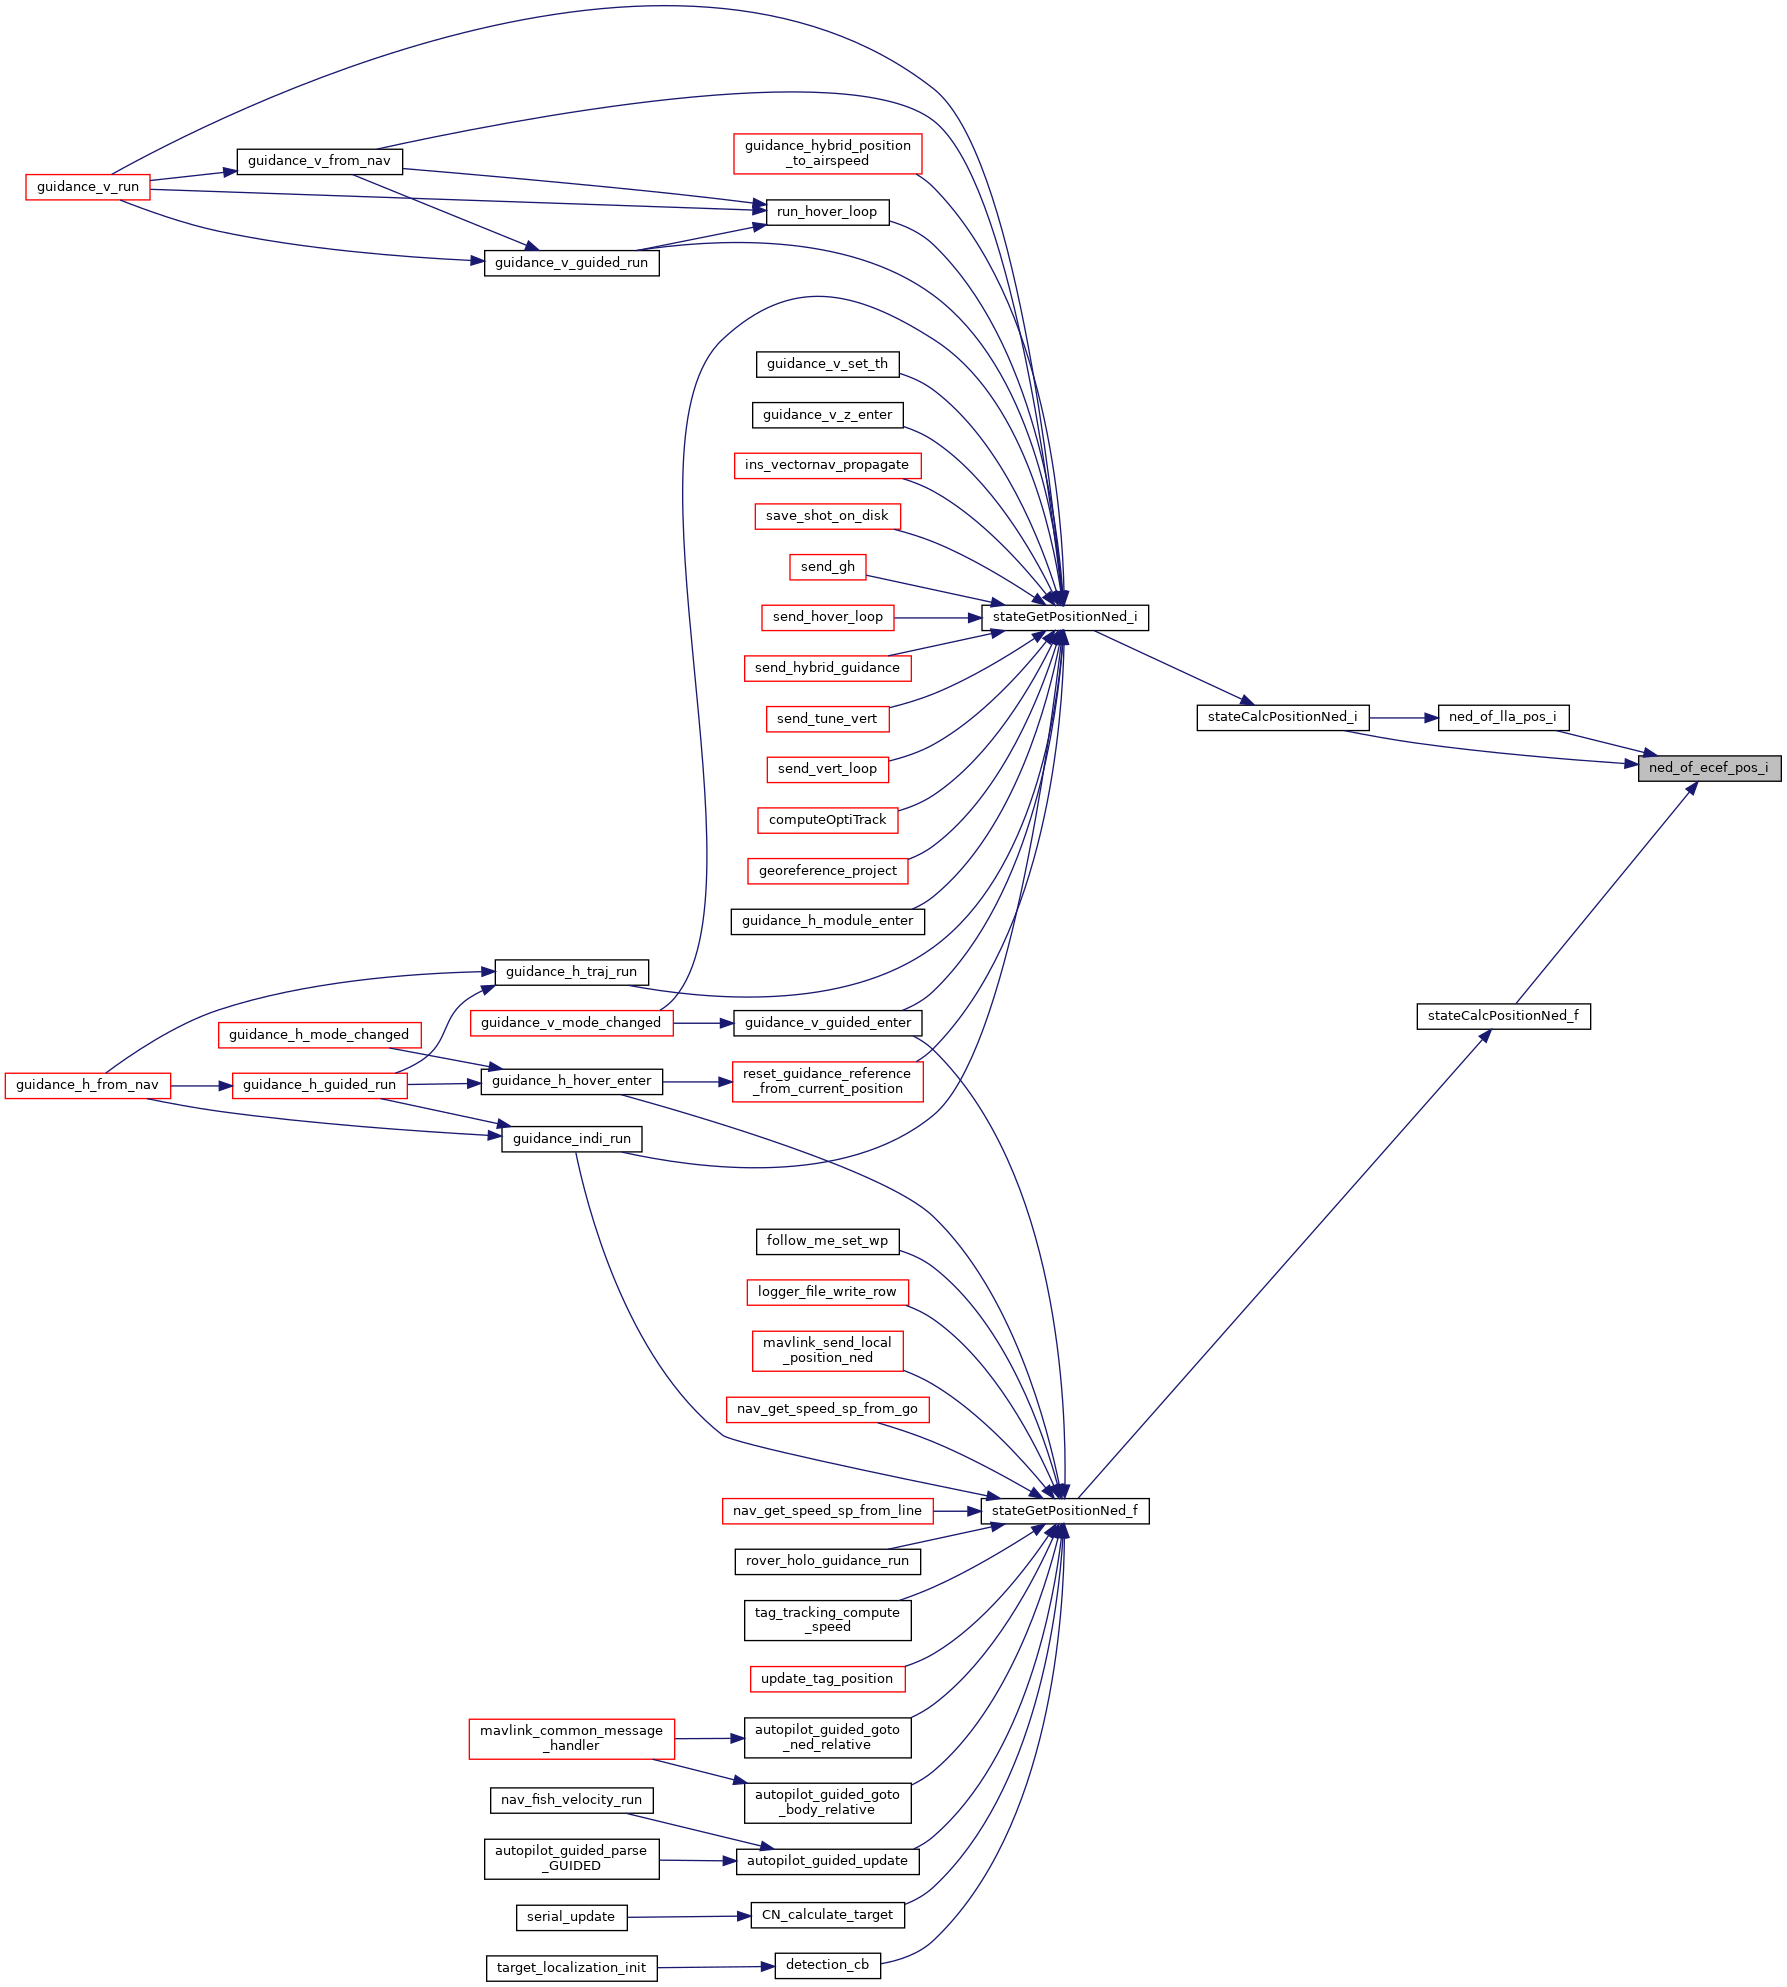 guidance_hybrid_position
_to_airspeed
guidance_v_from_nav
guidance_v_run
run_hover_loop
guidance_v_guided_run
guidance_v_set_th
guidance_v_z_enter
ins_vectornav_propagate
save_shot_on_disk
send_gh
send_hover_loop
stateGetPositionNed_i
send_hybrid_guidance
send_tune_vert
stateCalcPositionNed_i
ned_of_lla_pos_i
send_vert_loop
ned_of_ecef_pos_i
computeOptiTrack
georeference_project
guidance_h_module_enter
guidance_h_traj_run
stateCalcPositionNed_f
guidance_h_mode_changed
guidance_v_mode_changed
guidance_v_guided_enter
guidance_h_from_nav
guidance_h_guided_run
guidance_h_hover_enter
reset_guidance_reference
_from_current_position
guidance_indi_run
follow_me_set_wp
logger_file_write_row
mavlink_send_local
_position_ned
nav_get_speed_sp_from_go
nav_get_speed_sp_from_line
stateGetPositionNed_f
rover_holo_guidance_run
tag_tracking_compute
_speed
update_tag_position
mavlink_common_message
_handler
autopilot_guided_goto
_ned_relative
autopilot_guided_goto
_body_relative
nav_fish_velocity_run
autopilot_guided_parse
_GUIDED
autopilot_guided_update
serial_update
CN_calculate_target
target_localization_init
detection_cb